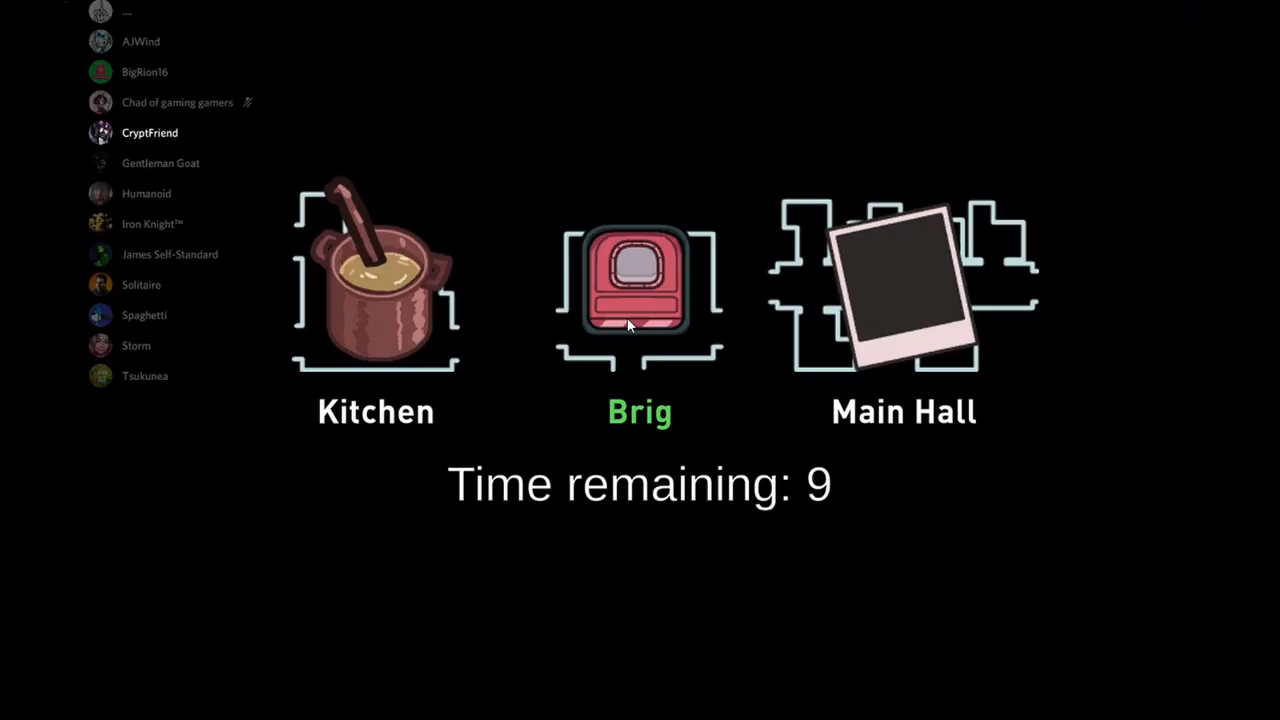 ....
AJWind
BigRion16
Chad of gaming gamers
CryptFriend
Gentleman Goat
Humanoid
Iron Knight™
James Self-Standard
Solitaire
Spaghetti
Storm
Tsukunea
Kitchen
Brig
Main Hall
Time remaining: 9